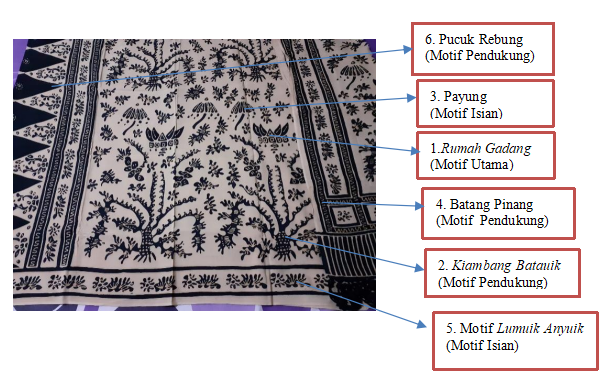 6. Pucuk Rebung
(Motif Pendukung)
3. Payung
(Motif Isian)
1.Rumah Gadang
(Motif Utama)
4. Batang Pinang
(Motif Pendukung)
2. Kiambang Batauik
(Motif Pendukung)
5. Motif Lumuik Anyuik
(Motif Isian)